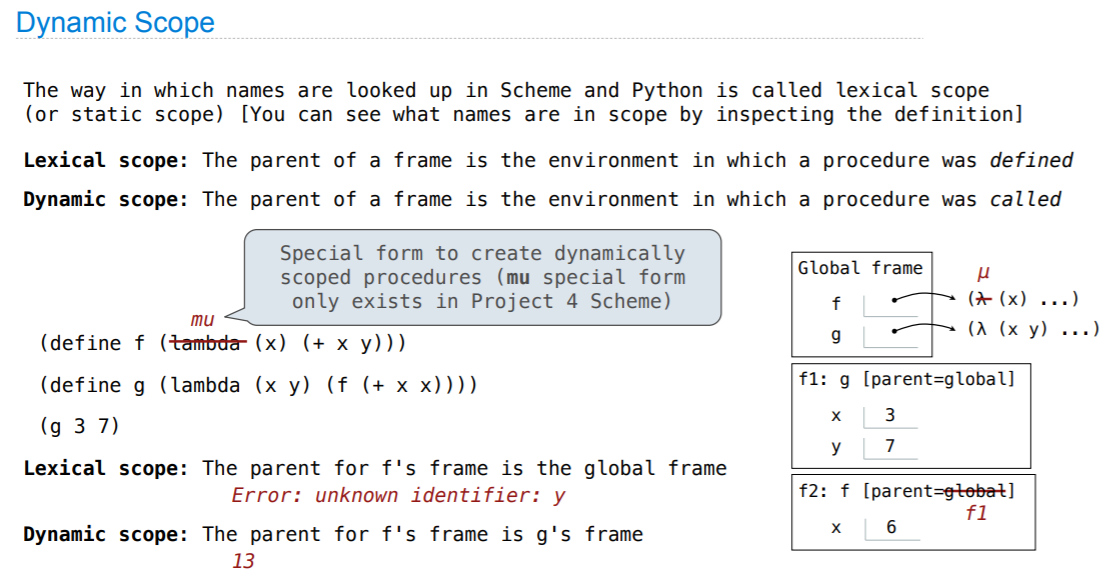 Dynamic Scope
The way in which names are looked up in Scheme and Python is called lexical scope
(or static scope) [You can see what names are in scope by inspecting the definition]
Lexical scope: The parent of a frame is the environment in which a procedure was defined
Dynamic scope: The parent of a frame is the environment in which a procedure was called
Special form to create dynamically
scoped procedures (mu special form
only exists in Project 4 Scheme)
mu
(define f (lambda (x) (+ x y)))
(define g (lambda (x y) (f (+ x x))))
(g 3 7)
Lexical scope: The parent for f's frame is the global frame
Error: unknown identifier: y
Dynamic scope: The parent for f's frame is g's frame
13
Global frame
μ
f (λ (x) ...)
g (λ (x y) ...)
f1: g [parent=global]
x 3
y 7
f2: f [parent=global]
f1
x 6